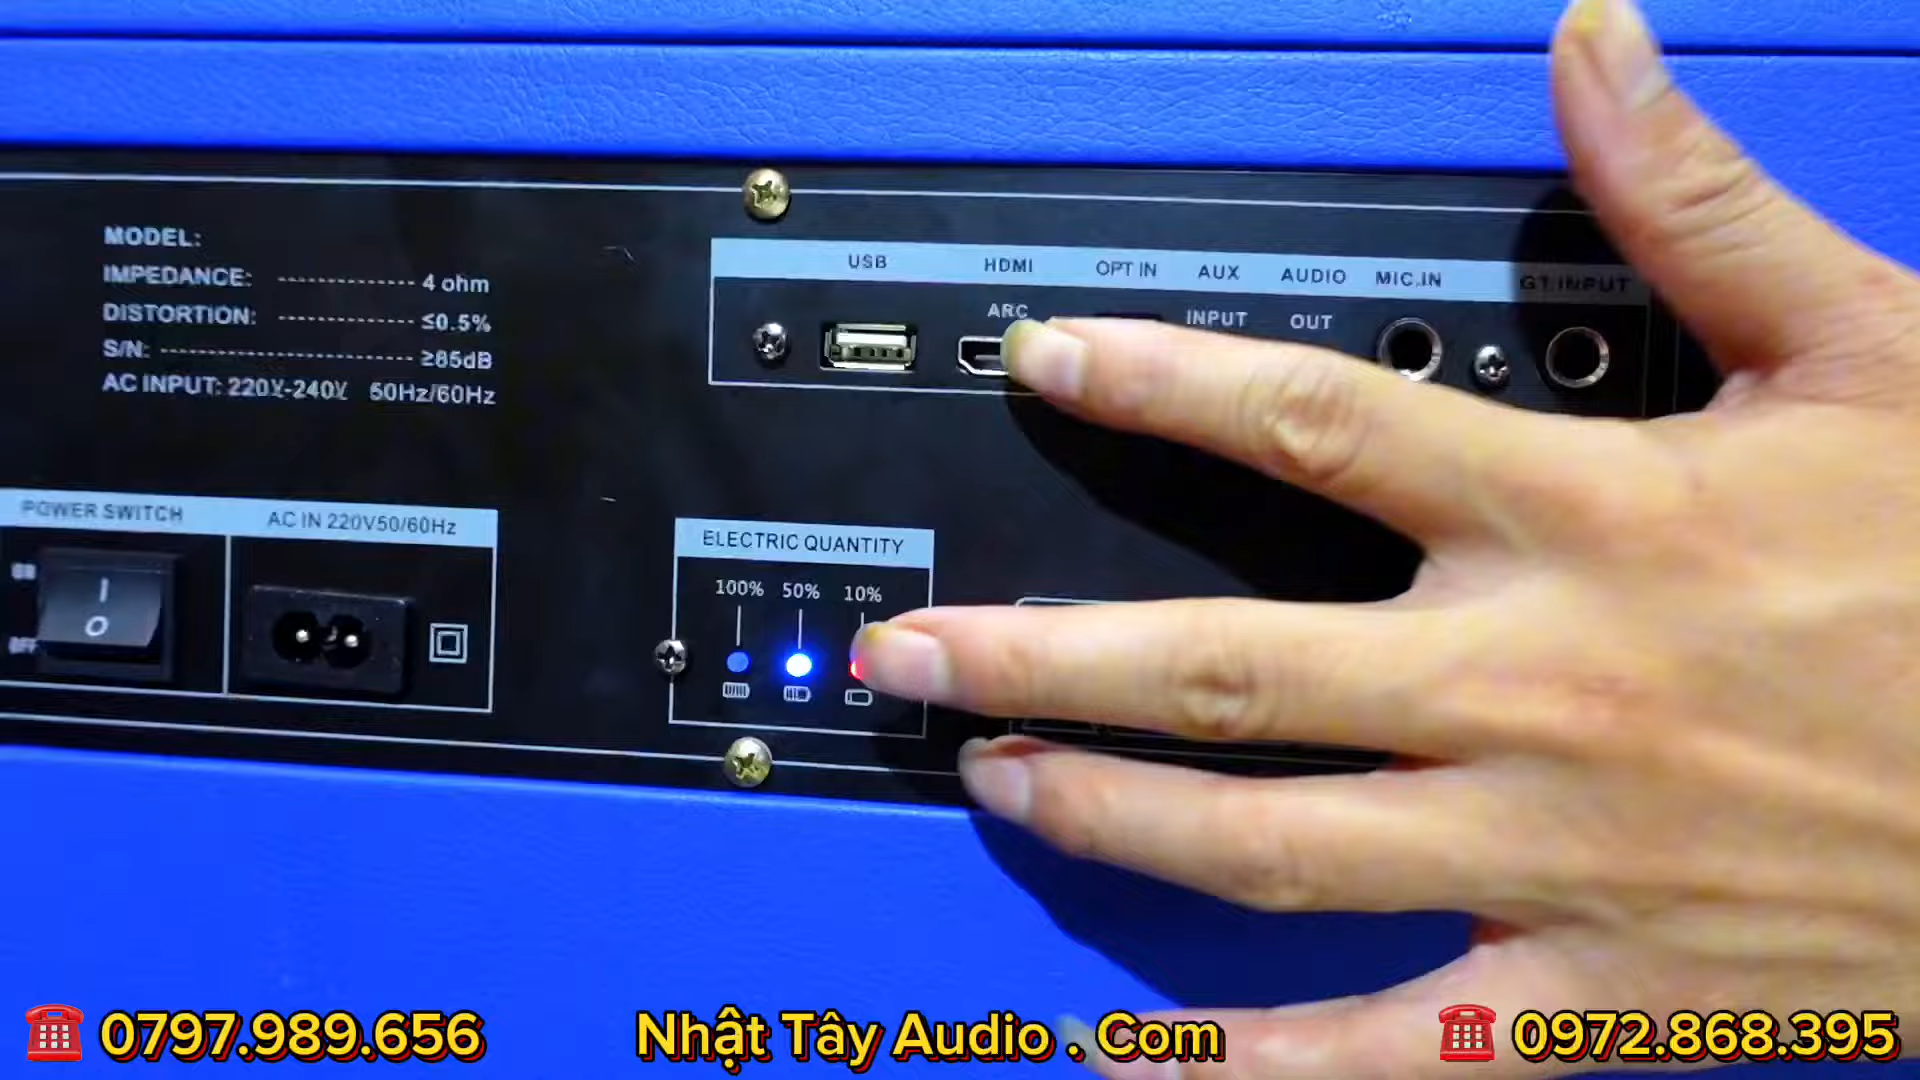 MODEL:
IMPEDANCE: 4 ohm
DISTORTION: ≤0.5%
S/N: ≥85dB
AC INPUT: 220V-240V 50Hz/60Hz
USB
HDMI
ARC
OPT IN
AUX
INPUT
AUDIO
OUT
MIC.IN
GT.INPUT
POWER SWITCH
ON
OFF
I
O
AC IN 220V50/60Hz
ELECTRIC QUANTITY
100% 50% 10%
0797.989.656
Nhật Tây Audio . Com
0972.868.395